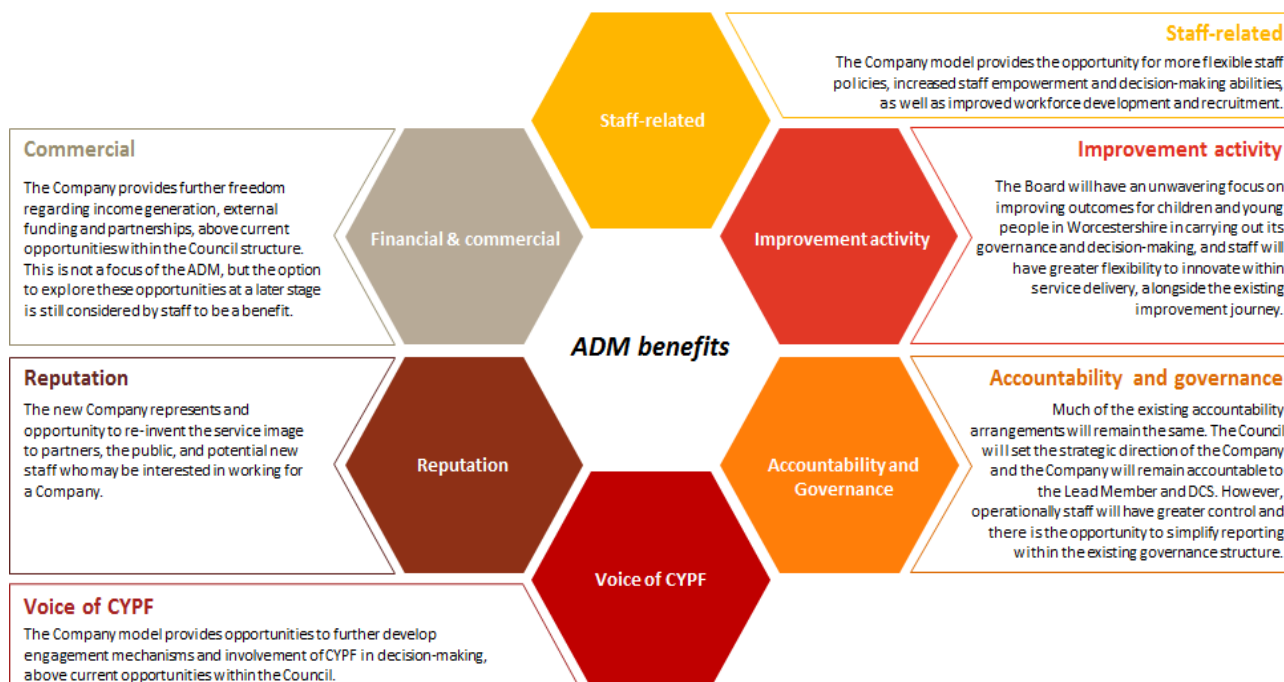 Staff-related
The Company model provides the opportunity for more flexible staff
policies, increased staff empowerment and decision-making abilities,
as well as improved workforce development and recruitment.
Staff-related
Commercial
The Company provides further freedom
regarding income generation, external
funding and partnerships, above current
opportunities within the Council structure.
This is not a focus of the ADM, but the option
to explore these opportunities at a later stage
is still considered by staff to be a benefit.
Financial & commercial
Improvement activity
Improvement activity
The Board will have an unwavering focus on
improving outcomes for children and young
people in Worcestershire in carrying out its
governance and decision-making, and staff will
have greater flexibility to innovate within
service delivery, alongside the existing
improvement journey.
ADM benefits
Reputation
The new Company represents and
opportunity to re-invent the service image
to partners, the public, and potential new
staff who may be interested in working for
a Company.
Reputation
Accountability and
Governance
Accountability and governance
Much of the existing accountability
arrangements will remain the same. The Council
will set the strategic direction of the Company
and the Company will remain accountable to
the Lead Member and DCS. However,
operationally staff will have greater control and
there is the opportunity to simplify reporting
within the existing governance structure.
Voice of CYPF
Voice of CYPF
The Company model provides opportunities to further develop
engagement mechanisms and involvement of CYPF in decision-making,
above current opportunities within the Council.